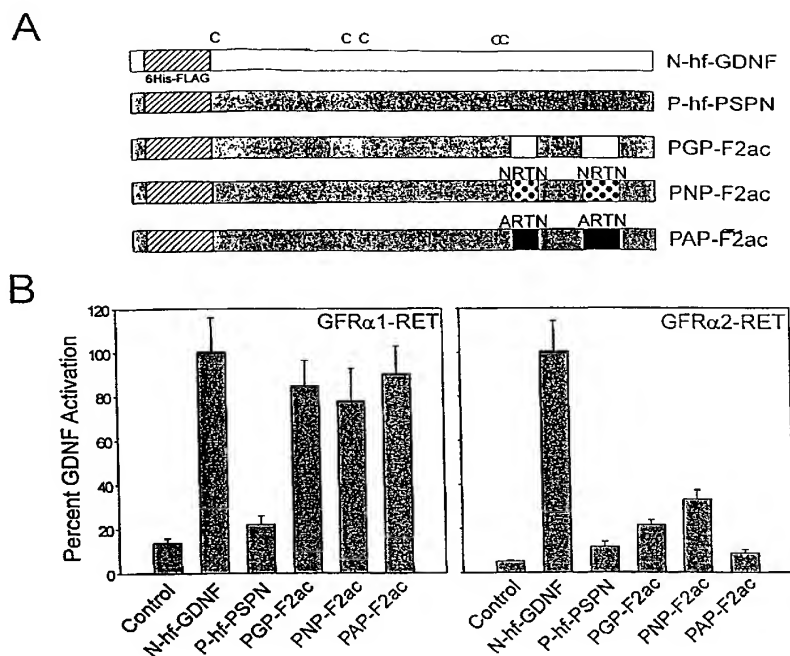 A
C C C CC
N-hf-GDNF
6His-FLAG
P-hf-PSPN
PGP-F2ac
NRTN NRTN
PNP-F2ac
ARTN ARTN
PAP-F2ac
B
Percent GDNF Activation
120
100
80
60
40
20
0
GFRα1-RET
GFRα2-RET
Control
N-hf-GDNF
P-hf-PSPN
PGP-F2ac
PNP-F2ac
PAP-F2ac
Control
N-hf-GDNF
P-hf-PSPN
PGP-F2ac
PNP-F2ac
PAP-F2ac